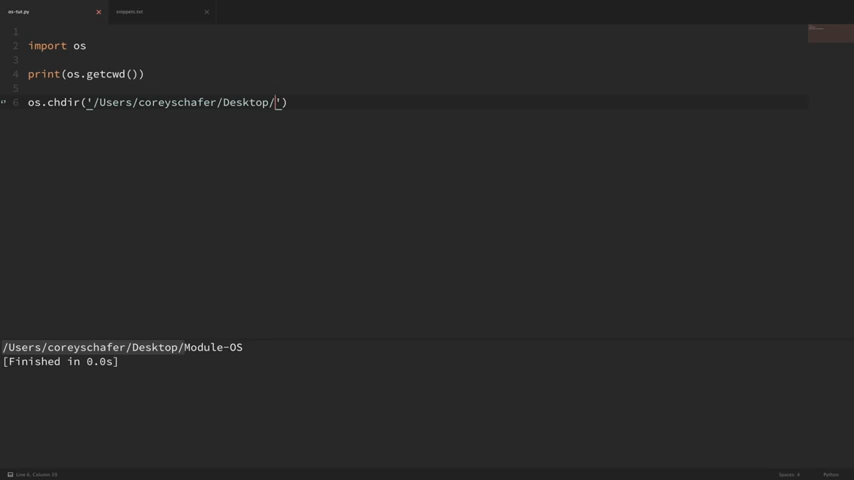 os-tut.py
snippets.txt
1
2 import os
3
4 print(os.getcwd())
5
6 os.chdir('/Users/coreyschafer/Desktop/')
/Users/coreyschafer/Desktop/Module-OS
[Finished in 0.0s]
Line 6, Column 39
Spaces: 4
Python